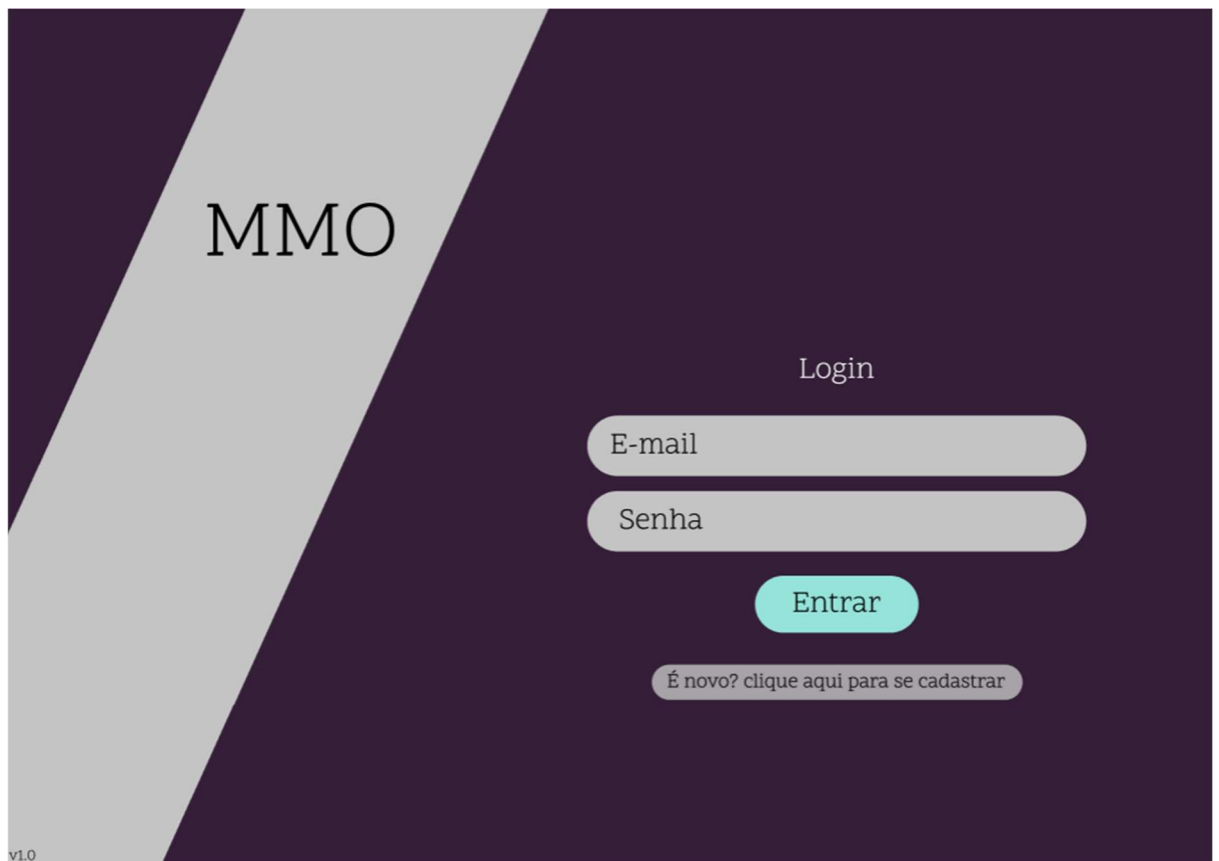 MMO
Login
E-mail
Senha
Entrar
É novo? clique aqui para se cadastrar
v1.0